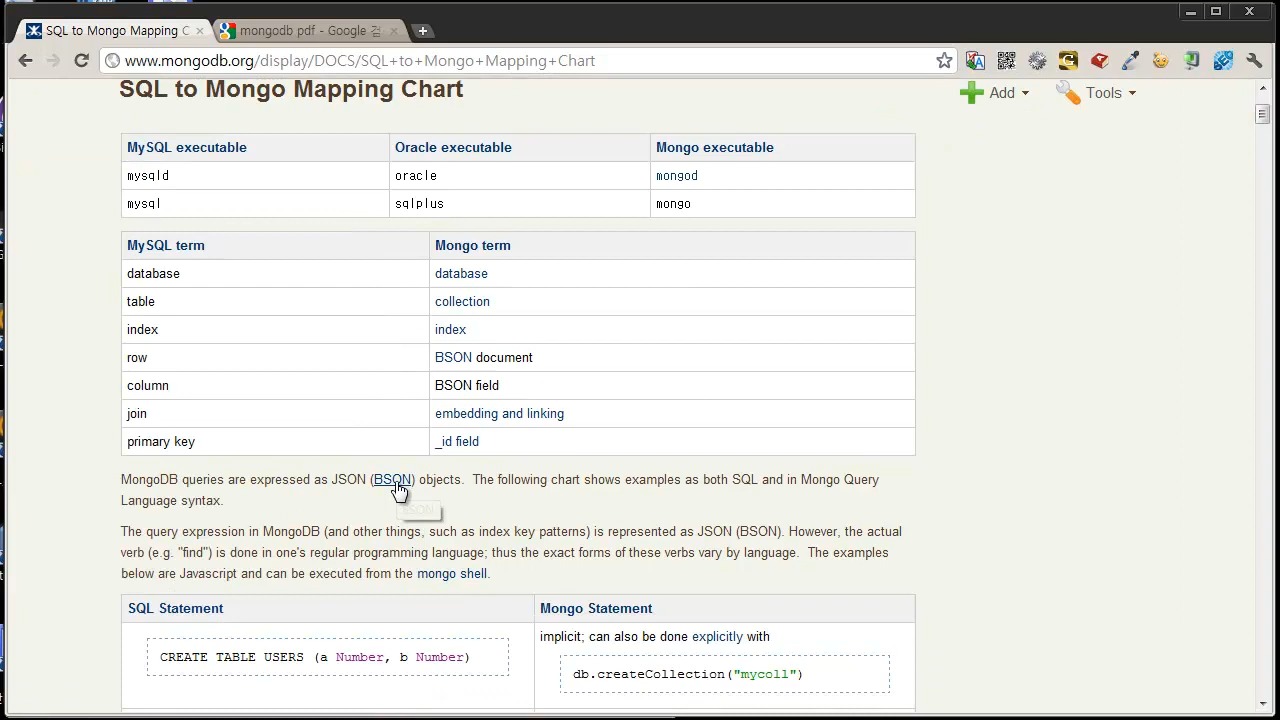 SQL to Mongo Mapping C
mongodb pdf - Google 검
www.mongodb.org/display/DOCS/SQL+to+Mongo+Mapping+Chart
SQL to Mongo Mapping Chart
Add
Tools
MySQL executable Oracle executable Mongo executable
mysqld oracle mongod
mysql sqlplus mongo
MySQL term Mongo term
database database
table collection
index index
row BSON document
column BSON field
join embedding and linking
primary key _id field
MongoDB queries are expressed as JSON (BSON) objects. The following chart shows examples as both SQL and in Mongo Query
Language syntax.
BSON
The query expression in MongoDB (and other things, such as index key patterns) is represented as JSON (BSON). However, the actual
verb (e.g. "find") is done in one's regular programming language; thus the exact forms of these verbs vary by language. The examples
below are Javascript and can be executed from the mongo shell.
SQL Statement Mongo Statement
implicit; can also be done explicitly with
CREATE TABLE USERS (a Number, b Number)
db.createCollection("mycoll")